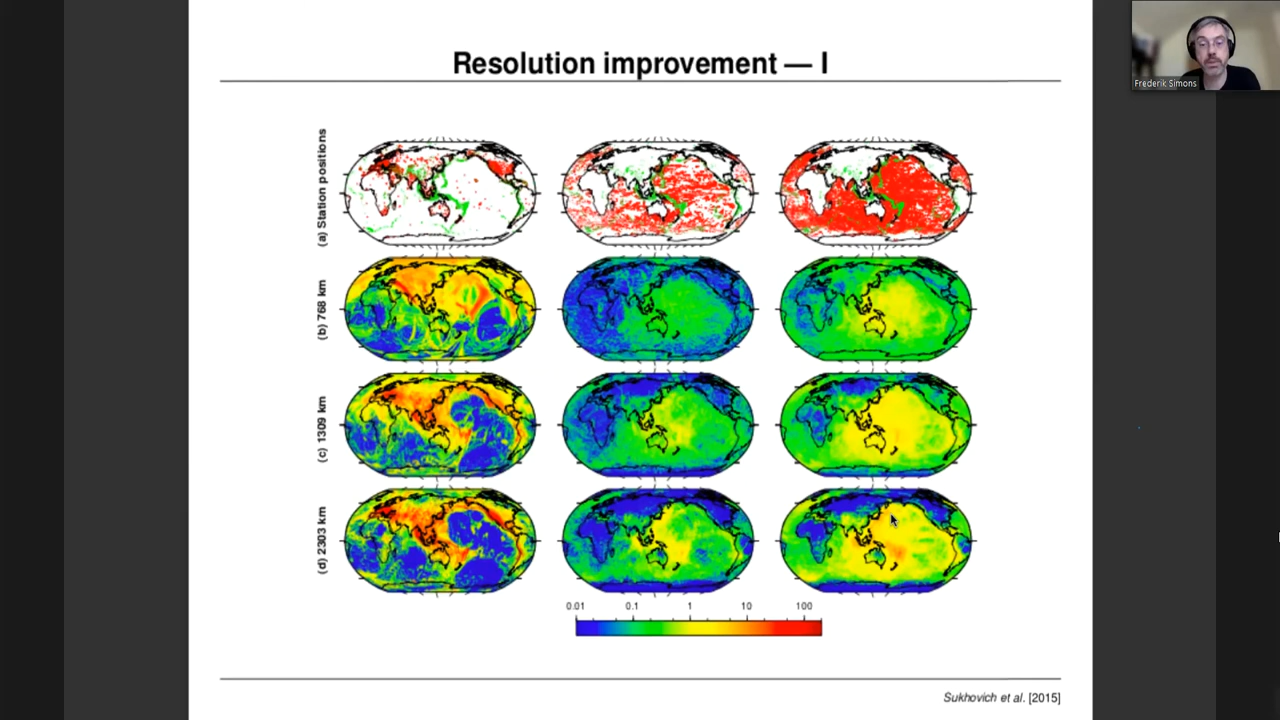 Resolution improvement — I
Frederik Simons
(a) Station positions
(b) 768 km
(c) 1309 km
(d) 2303 km
0.01 0.1 1 10 100
Sukhovich et al. [2015]